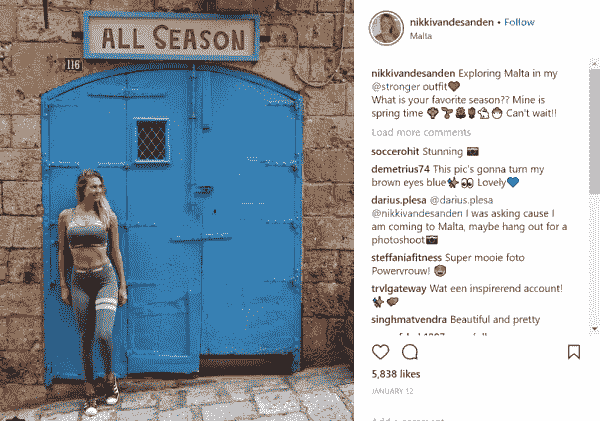 ALL SEASON
116
nikkivandesanden • Follow
Malta
nikkivandesanden Exploring Malta in my
@stronger outfit
What is your favorite season?? Mine is
spring time Can't wait!!
Load more comments
soccerohit Stunning
demetrius74 This pic's gonna turn my
brown eyes blue Lovely
darius.plesa @darius.plesa
@nikkivandesanden I was asking cause I
am coming to Malta, maybe hang out for a
photoshoot
steffaniafitness Super mooie foto
Powervrouw!
trvlgateway Wat een inspirerend account!
singhmatvendra Beautiful and pretty
5,838 likes
JANUARY 12